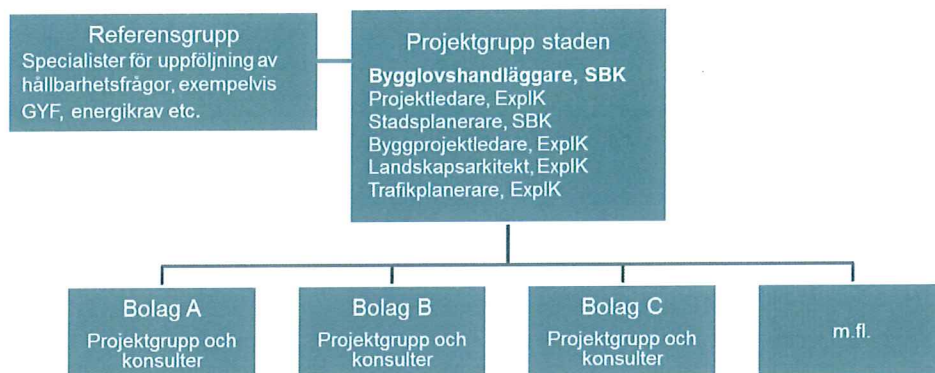 Referensgrupp
Specialister för uppföljning av
hållbarhetsfrågor, exempelvis
GYF, energikrav etc.
Projektgrupp staden
Bygglovshandläggare, SBK
Projektledare, ExplK
Stadsplanerare, SBK
Byggprojektledare, ExplK
Landskapsarkitekt, ExplK
Trafikplanerare, ExplK
Bolag A
Projektgrupp och
konsulter
Bolag B
Projektgrupp och
konsulter
Bolag C
Projektgrupp och
konsulter
m.fl.